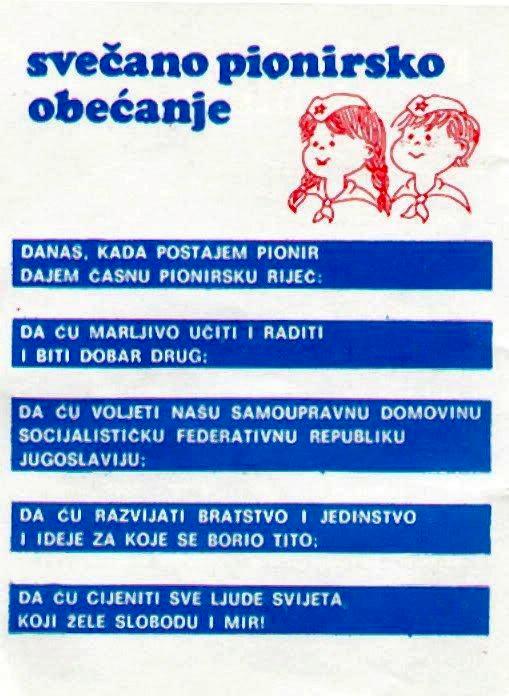 svečano pionirsko
obećanje
DANAS, KADA POSTAJEM PIONIR
DAJEM ČASNU PIONIRSKU RIJEČ:
DA ĆU MARLJIVO UČITI I RADITI
I BITI DOBAR DRUG;
DA ĆU VOLJETI NAŠU SAMOUPRAVNU DOMOVINU
SOCIJALISTIČKU FEDERATIVNU REPUBLIKU
JUGOSLAVIJU;
DA ĆU RAZVIJATI BRATSTVO I JEDINSTVO
I IDEJE ZA KOJE SE BORIO TITO;
DA ĆU CIJENITI SVE LJUDE SVIJETA
KOJI ŽELE SLOBODU I MIR!